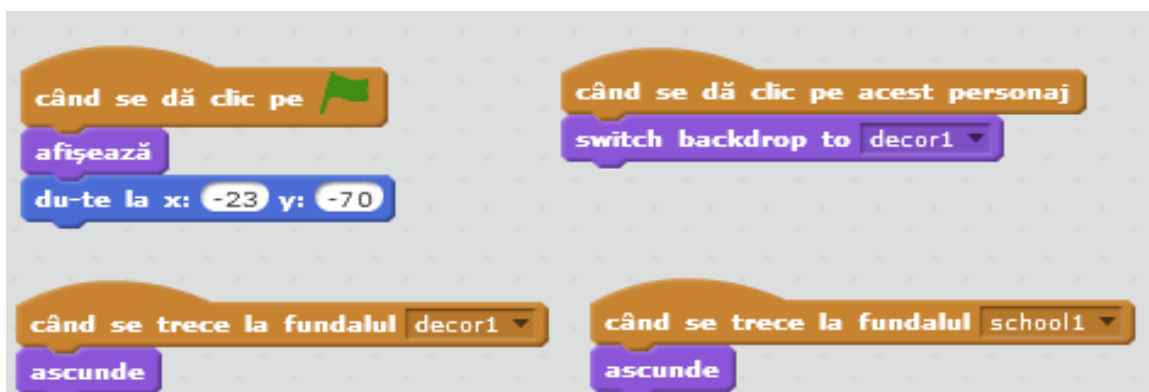 când se dă clic pe
afişează
du-te la x: -23 y: -70
când se dă clic pe acest personaj
switch backdrop to decor1
când se trece la fundalul decor1
ascunde
când se trece la fundalul school1
ascunde